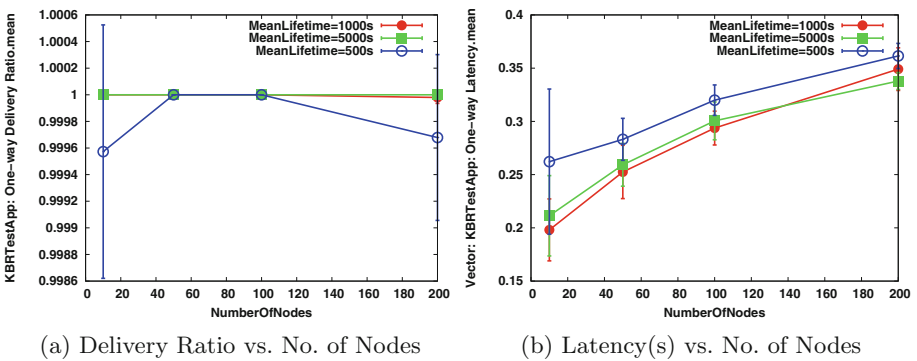 KBRTestApp: One-way Delivery Ratio.mean
1.0006
1.0004
1.0002
1
0.9998
0.9996
0.9994
0.9992
0.999
0.9988
0.9986
0 20 40 60 80 100 120 140 160 180 200
NumberOfNodes
MeanLifetime=1000s
MeanLifetime=5000s
MeanLifetime=500s
(a) Delivery Ratio vs. No. of Nodes
Vector: KBRTestApp: One-way Latency.mean
0.4
0.35
0.3
0.25
0.2
0.15
0 20 40 60 80 100 120 140 160 180 200
NumberOfNodes
MeanLifetime=1000s
MeanLifetime=5000s
MeanLifetime=500s
(b) Latency(s) vs. No. of Nodes